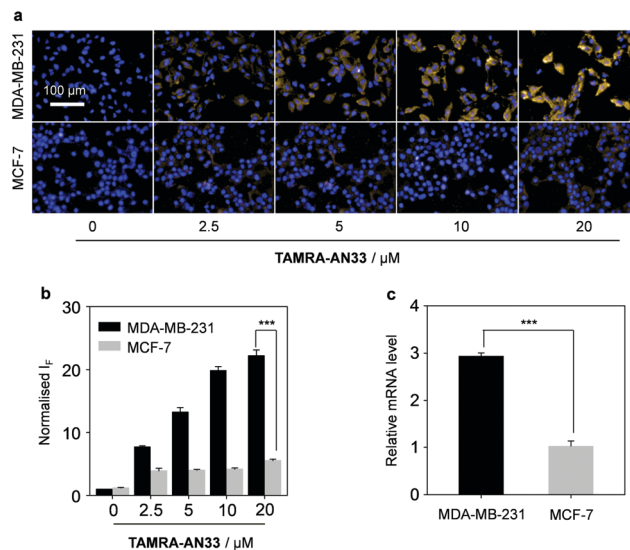 a
MDA-MB-231
100 µm
MCF-7
0 2.5 5 10 20
TAMRA-AN33 / µM
b
Normalised I_F
30
20
10
0
MDA-MB-231
MCF-7
***
0 2.5 5 10 20
TAMRA-AN33 / µM
c
Relative mRNA level
4
3
2
1
0
***
MDA-MB-231 MCF-7